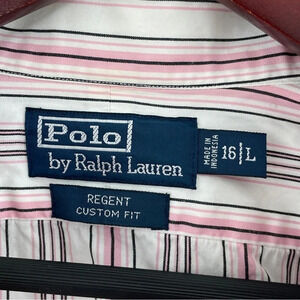 Polo
by Ralph Lauren
MADE IN
INDONESIA
16 | L
REGENT
CUSTOM FIT